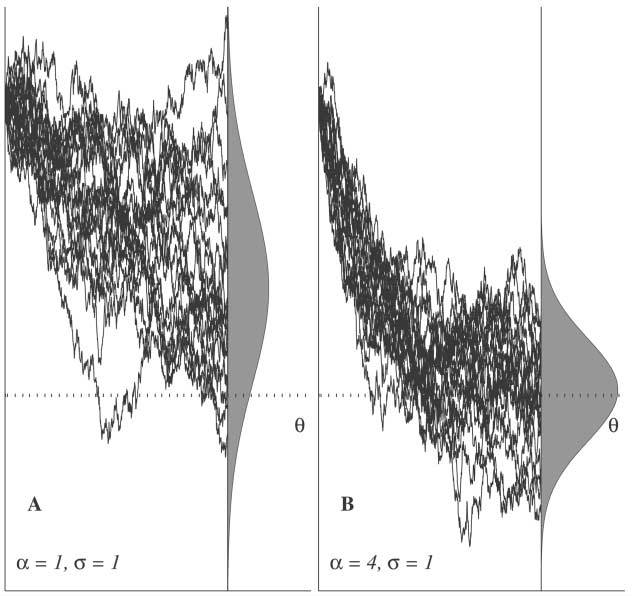 θ
θ
A
B
α = 1, σ = 1
α = 4, σ = 1